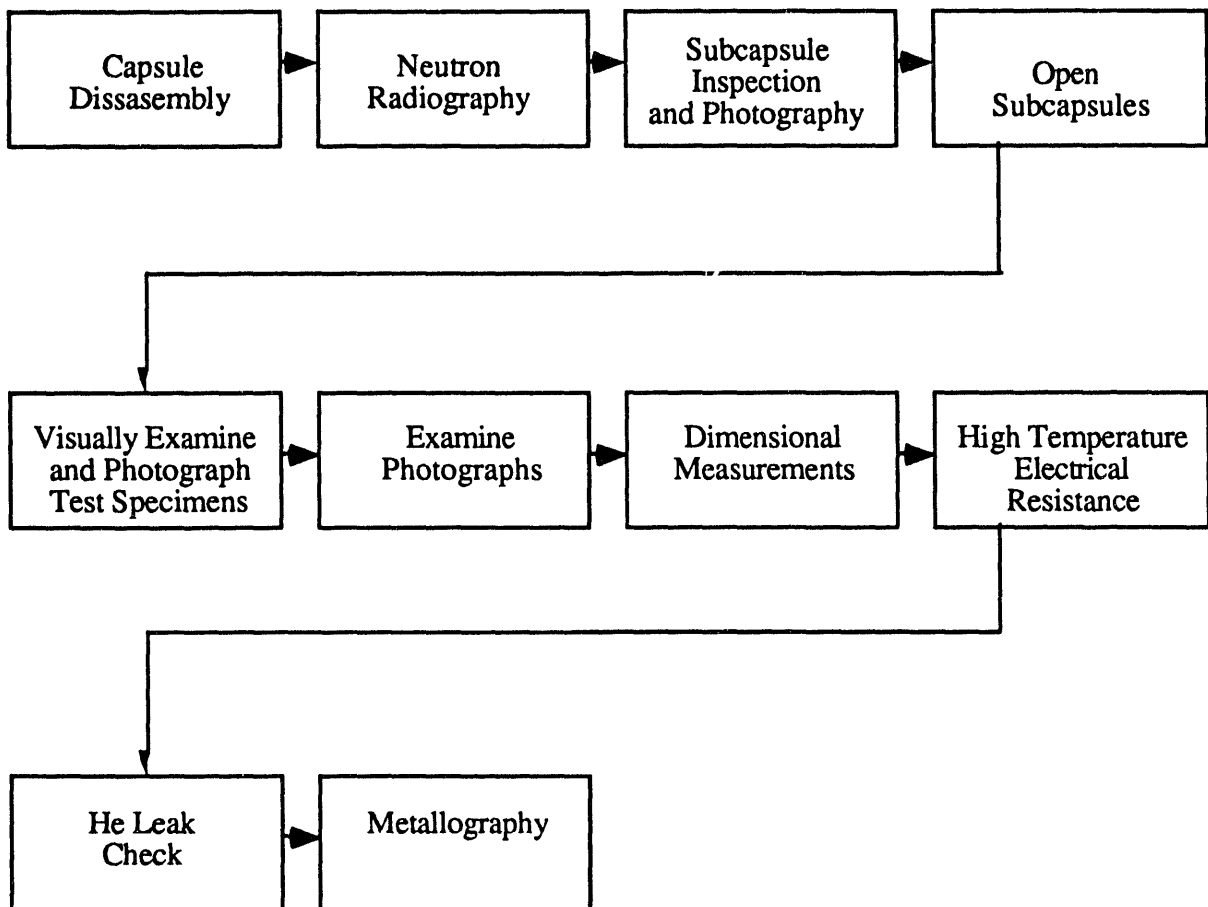 Capsule
Dissasembly
Neutron
Radiography
Subcapsule
Inspection
and Photography
Open
Subcapsules
Visually Examine
and Photograph
Test Specimens
Examine
Photographs
Dimensional
Measurements
High Temperature
Electrical
Resistance
He Leak
Check
Metallography